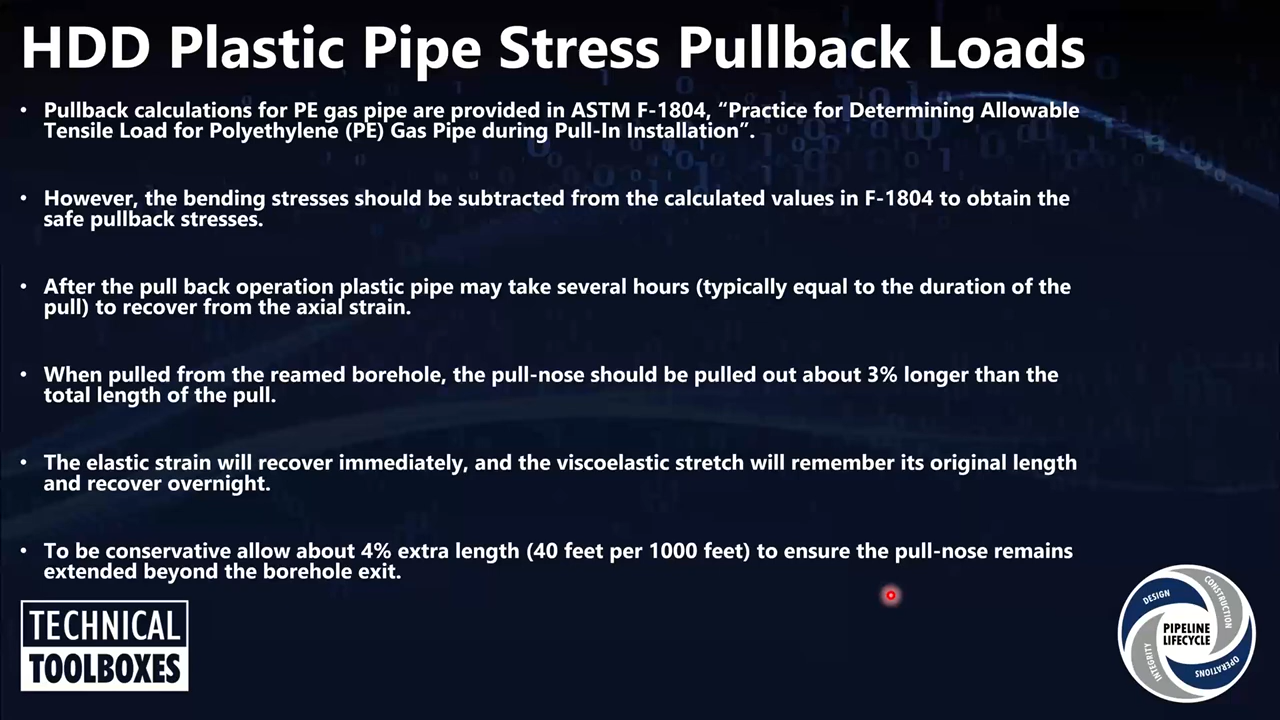 HDD Plastic Pipe Stress Pullback Loads
• Pullback calculations for PE gas pipe are provided in ASTM F-1804, “Practice for Determining Allowable
Tensile Load for Polyethylene (PE) Gas Pipe during Pull-In Installation”.
• However, the bending stresses should be subtracted from the calculated values in F-1804 to obtain the
safe pullback stresses.
• After the pull back operation plastic pipe may take several hours (typically equal to the duration of the
pull) to recover from the axial strain.
• When pulled from the reamed borehole, the pull-nose should be pulled out about 3% longer than the
total length of the pull.
• The elastic strain will recover immediately, and the viscoelastic stretch will remember its original length
and recover overnight.
• To be conservative allow about 4% extra length (40 feet per 1000 feet) to ensure the pull-nose remains
extended beyond the borehole exit.
TECHNICAL
TOOLBOXES
DESIGN
CONSTRUCTION
PIPELINE
LIFECYCLE
INTEGRITY
OPERATIONS